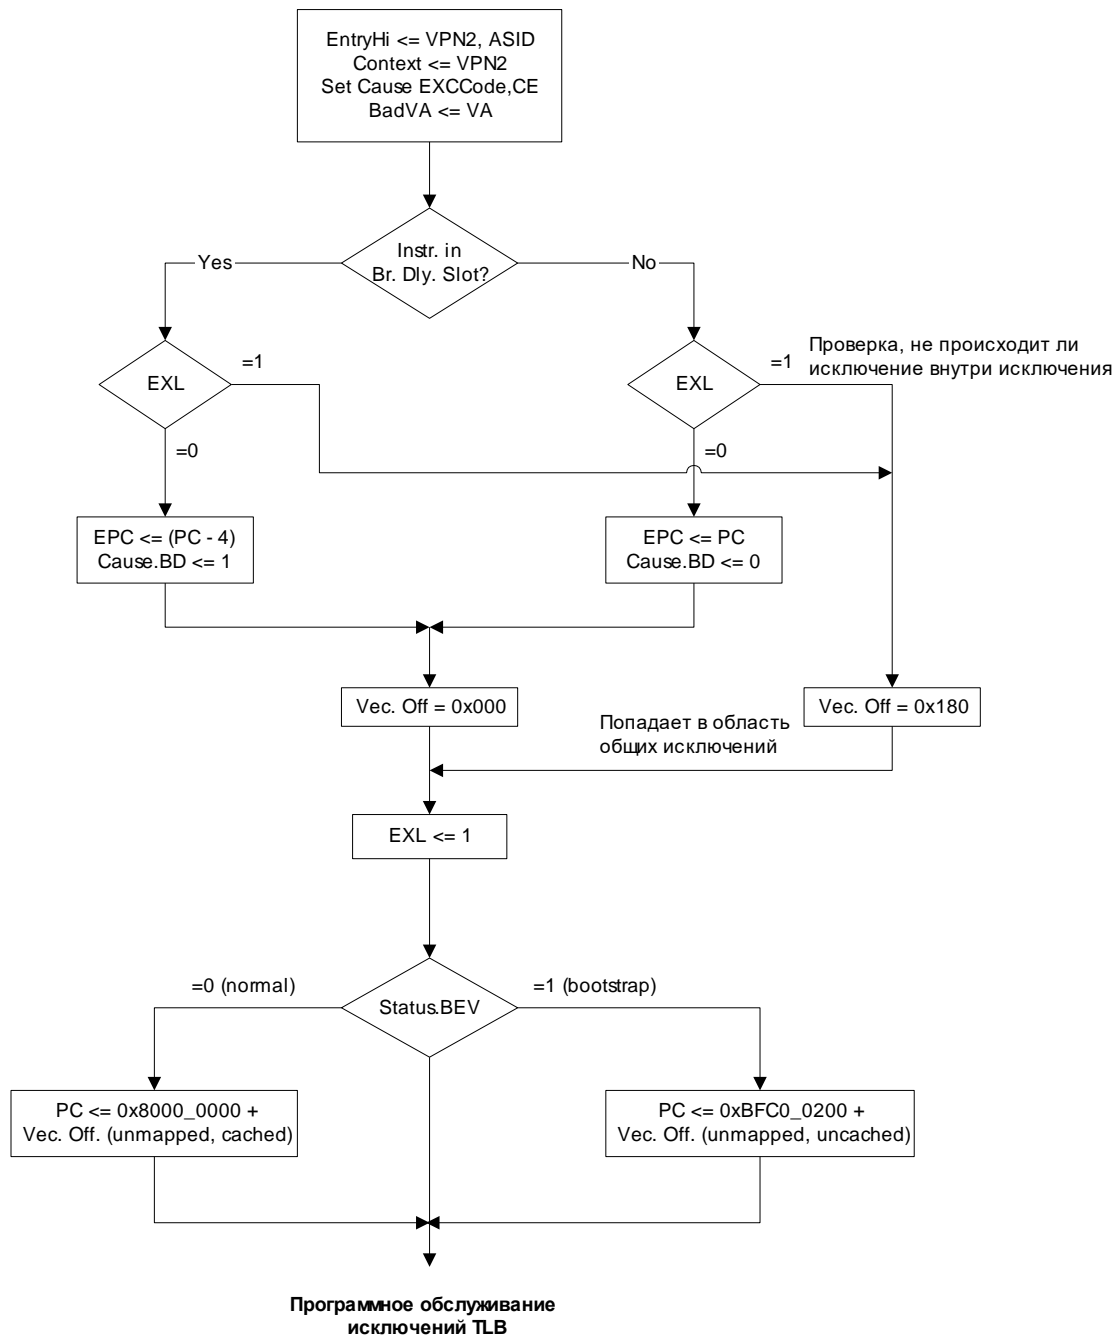 EntryHi <= VPN2, ASID
Context <= VPN2
Set Cause EXCCode,CE
BadVA <= VA
Instr. in
Br. Dly. Slot?
Yes
No
EXL
=1
EXL
=1
Проверка, не происходит ли
исключение внутри исключения
=0
=0
EPC <= (PC - 4)
Cause.BD <= 1
EPC <= PC
Cause.BD <= 0
Vec. Off = 0x000
Vec. Off = 0x180
Попадает в область
общих исключений
EXL <= 1
=0 (normal)
Status.BEV
=1 (bootstrap)
PC <= 0x8000_0000 +
Vec. Off. (unmapped, cached)
PC <= 0xBFC0_0200 +
Vec. Off. (unmapped, uncached)
Программное обслуживание
исключений TLB